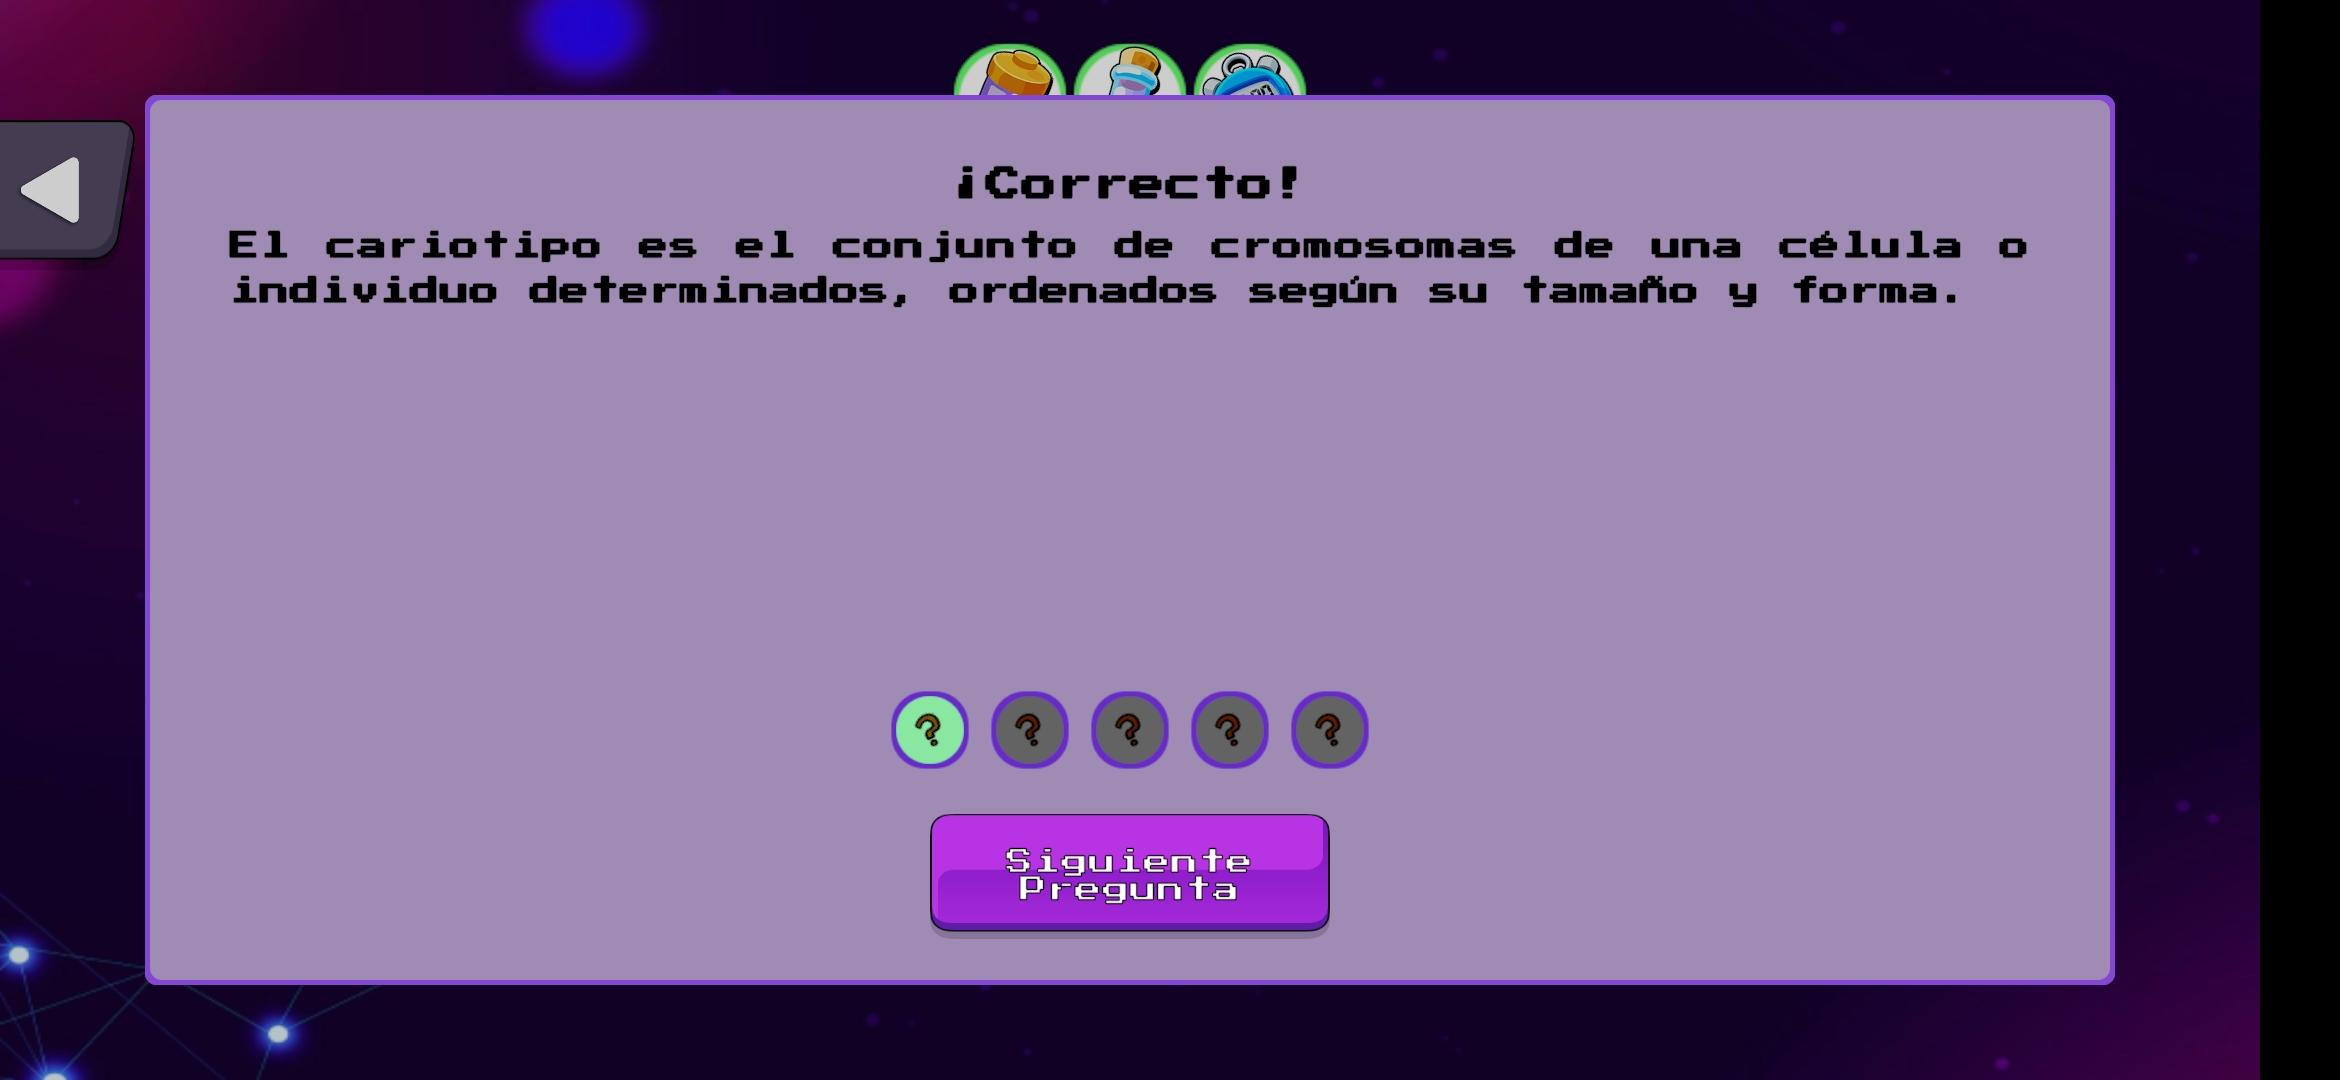 ¡Correcto!
El cariotipo es el conjunto de cromosomas de una célula o
individuo determinados, ordenados según su tamaño y forma.
?
?
?
?
?
Siguiente
Pregunta